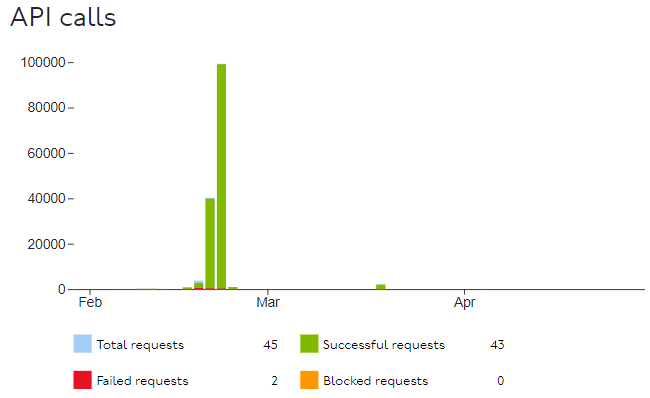 API calls
100000
80000
60000
40000
20000
0
Feb Mar Apr
Total requests 45 Successful requests 43
Failed requests 2 Blocked requests 0